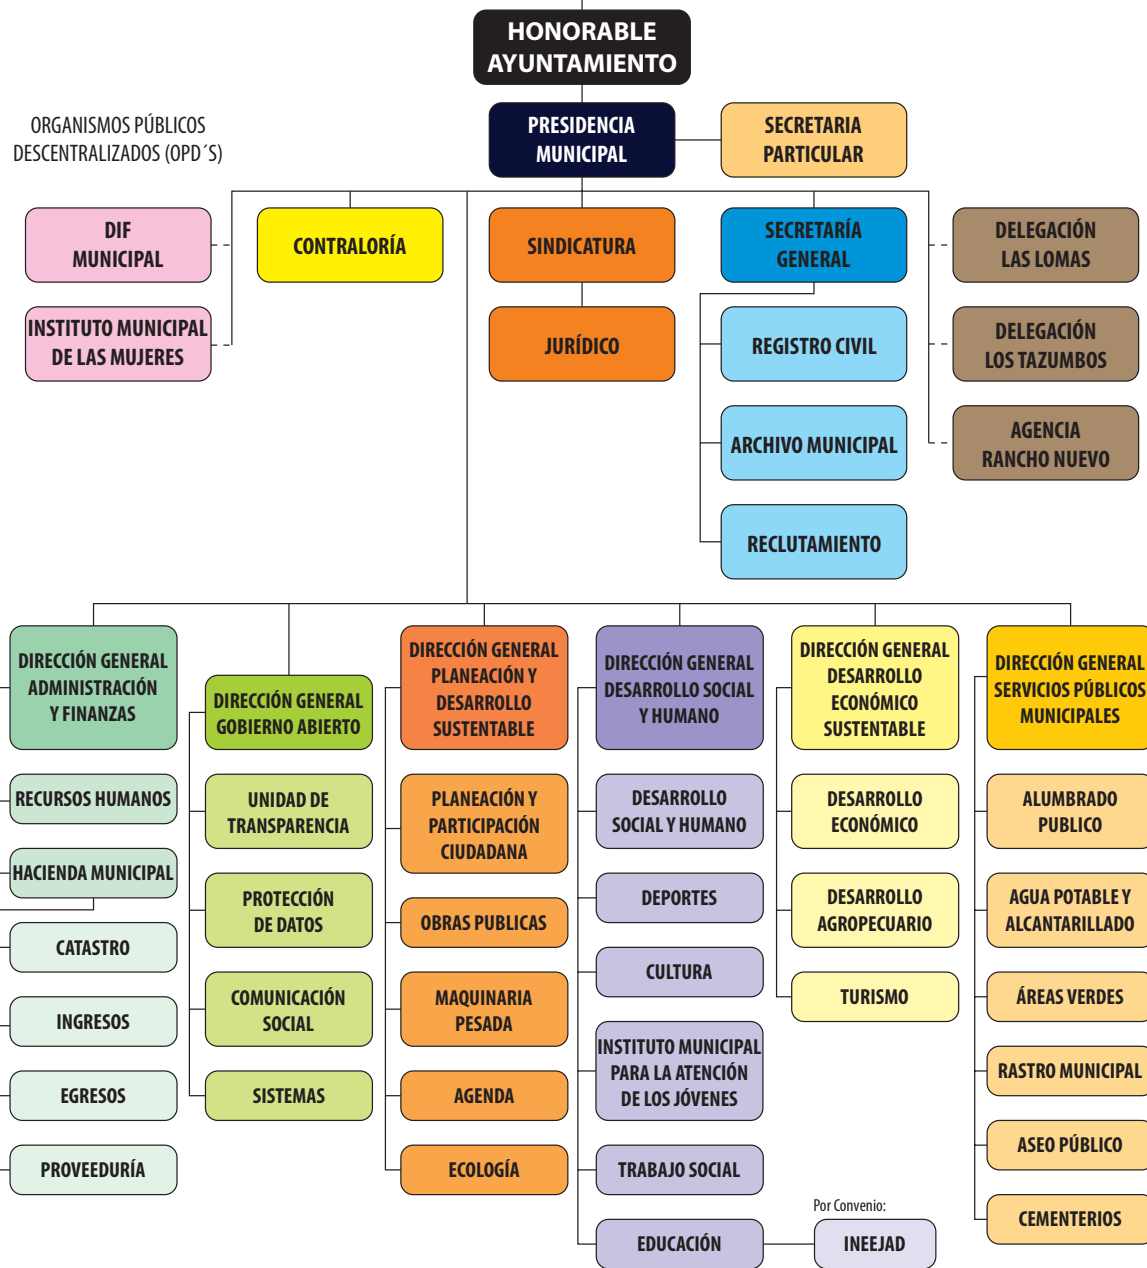 HONORABLE
AYUNTAMIENTO
ORGANISMOS PÚBLICOS
DESCENTRALIZADOS (OPD´S)
PRESIDENCIA
MUNICIPAL
SECRETARIA
PARTICULAR
DIF
MUNICIPAL
CONTRALORÍA
SINDICATURA
SECRETARÍA
GENERAL
DELEGACIÓN
LAS LOMAS
INSTITUTO MUNICIPAL
DE LAS MUJERES
JURÍDICO
REGISTRO CIVIL
DELEGACIÓN
LOS TAZUMBOS
ARCHIVO MUNICIPAL
AGENCIA
RANCHO NUEVO
RECLUTAMIENTO
DIRECCIÓN GENERAL
ADMINISTRACIÓN
Y FINANZAS
RECURSOS HUMANOS
HACIENDA MUNICIPAL
CATASTRO
INGRESOS
EGRESOS
PROVEEDURÍA
DIRECCIÓN GENERAL
GOBIERNO ABIERTO
UNIDAD DE
TRANSPARENCIA
PROTECCIÓN
DE DATOS
COMUNICACIÓN
SOCIAL
SISTEMAS
DIRECCIÓN GENERAL
PLANEACIÓN Y
DESARROLLO
SUSTENTABLE
PLANEACIÓN Y
PARTICIPACIÓN
CIUDADANA
OBRAS PUBLICAS
MAQUINARIA
PESADA
AGENDA
ECOLOGÍA
DIRECCIÓN GENERAL
DESARROLLO SOCIAL
Y HUMANO
DESARROLLO
SOCIAL Y HUMANO
DEPORTES
CULTURA
INSTITUTO MUNICIPAL
PARA LA ATENCIÓN
DE LOS JÓVENES
TRABAJO SOCIAL
EDUCACIÓN
Por Convenio:
INEEJAD
DIRECCIÓN GENERAL
DESARROLLO
ECONÓMICO
SUSTENTABLE
DESARROLLO
ECONÓMICO
DESARROLLO
AGROPECUARIO
TURISMO
DIRECCIÓN GENERAL
SERVICIOS PÚBLICOS
MUNICIPALES
ALUMBRADO
PUBLICO
AGUA POTABLE Y
ALCANTARILLADO
ÁREAS VERDES
RASTRO MUNICIPAL
ASEO PÚBLICO
CEMENTERIOS